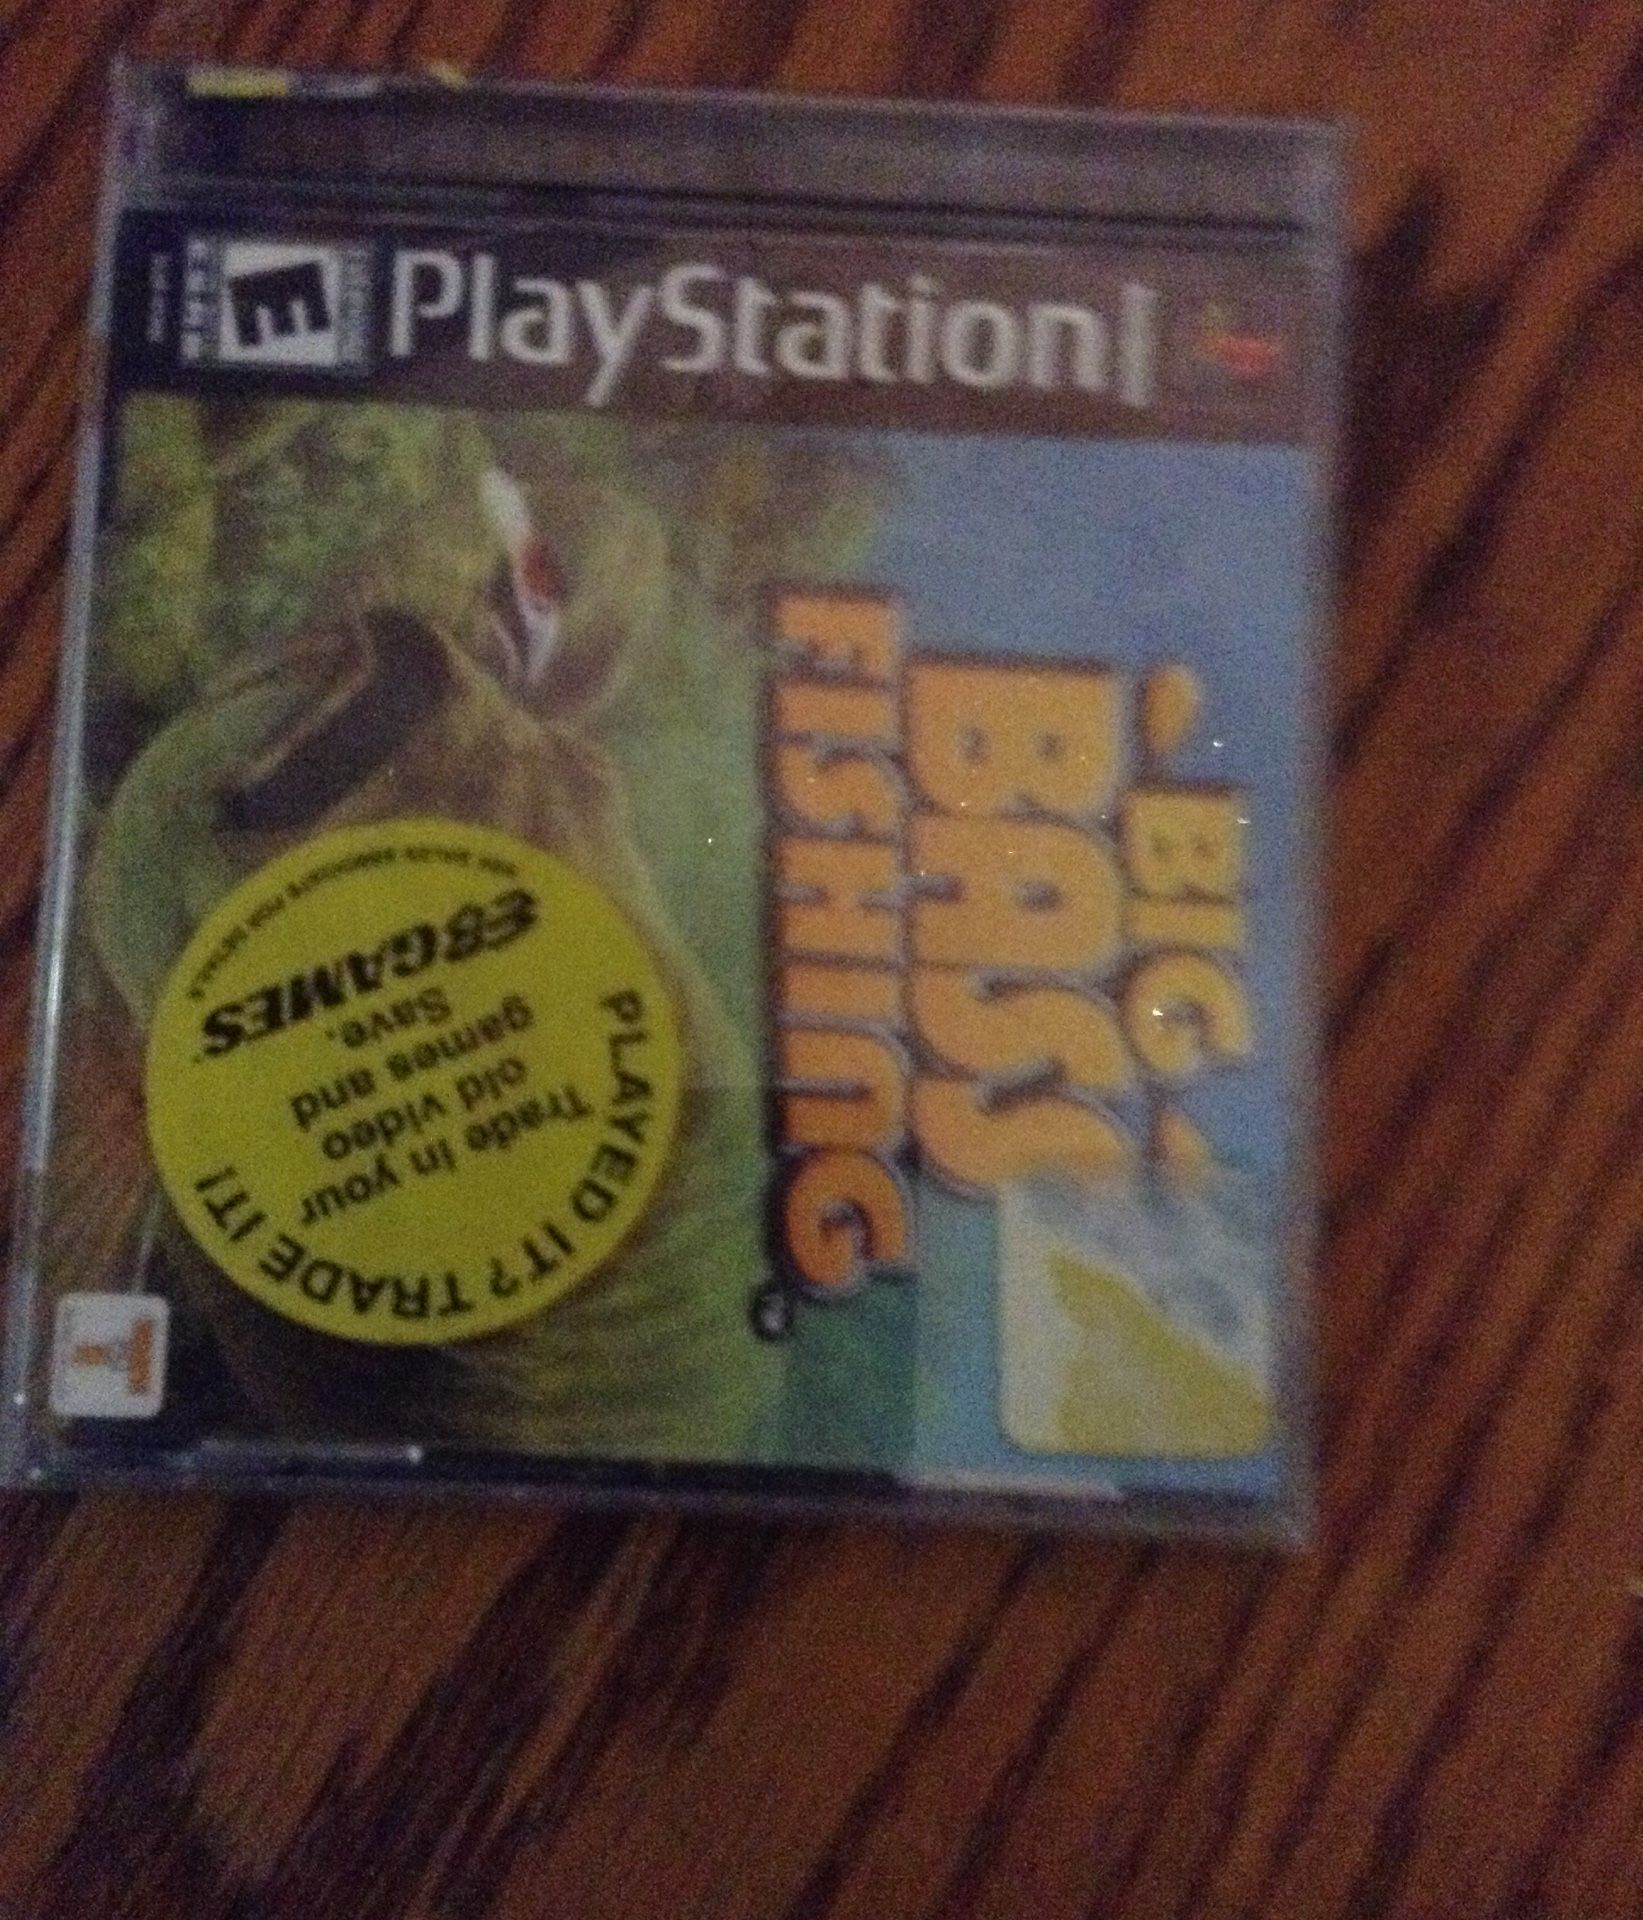 PlayStation
E
BIG
BASS
FISHING
PLAYED IT? TRADE IT!
Trade in your
old video
games and
Save.
EBGAMES